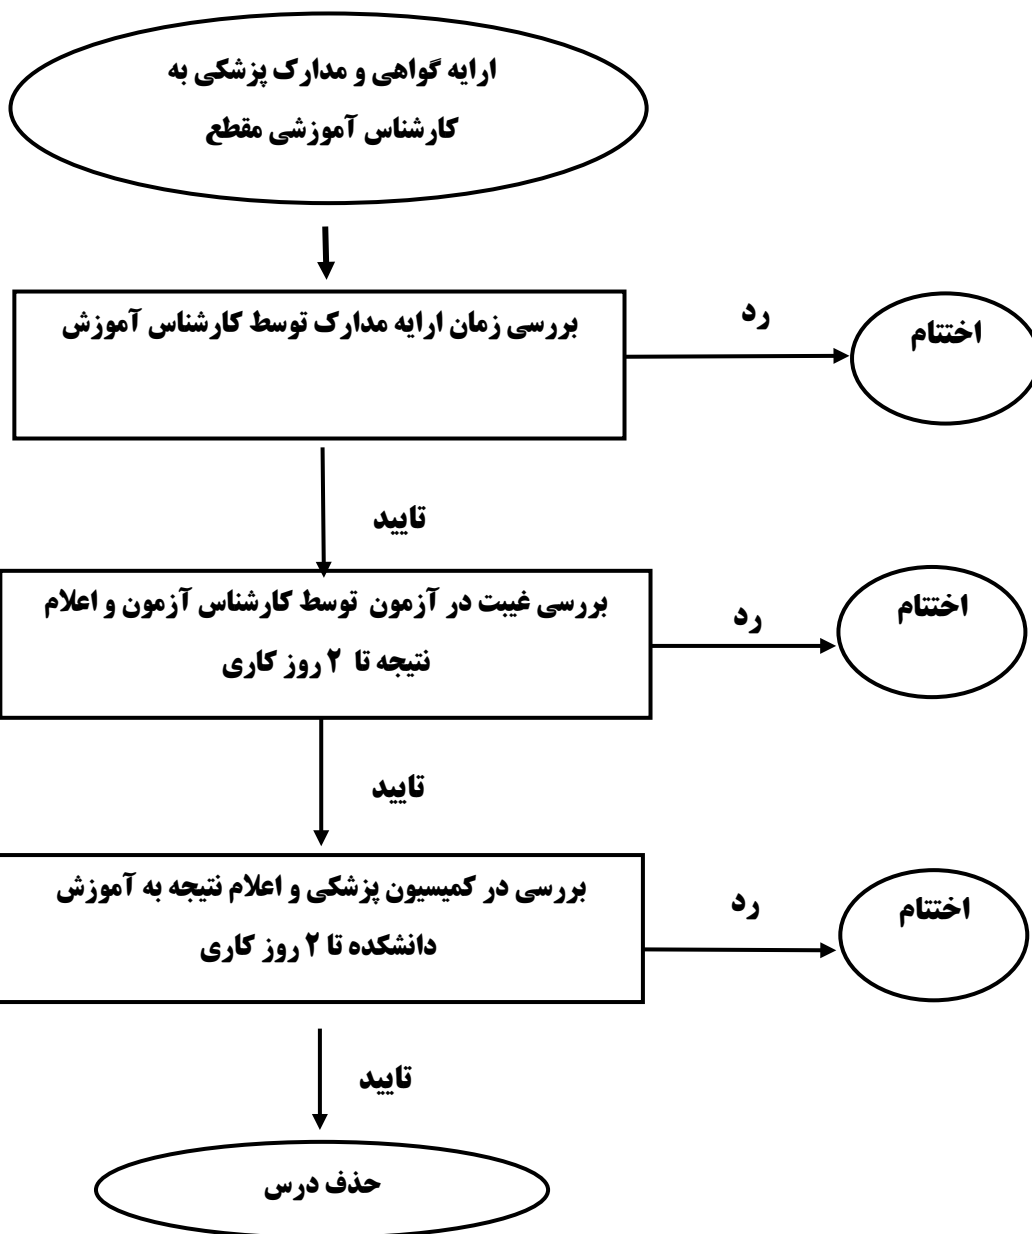 ارایه گواهی و مدارک پزشکی به
کارشناس آموزشی مقطع
بررسی زمان ارایه مدارک توسط کارشناس آموزش
رد
اختتام
تایید
بررسی غیبت در آزمون توسط کارشناس آزمون و اعلام
نتیجه تا ۲ روز کاری
رد
اختتام
تایید
بررسی در کمیسیون پزشکی و اعلام نتیجه به آموزش
دانشکده تا ۲ روز کاری
رد
اختتام
تایید
حذف درس